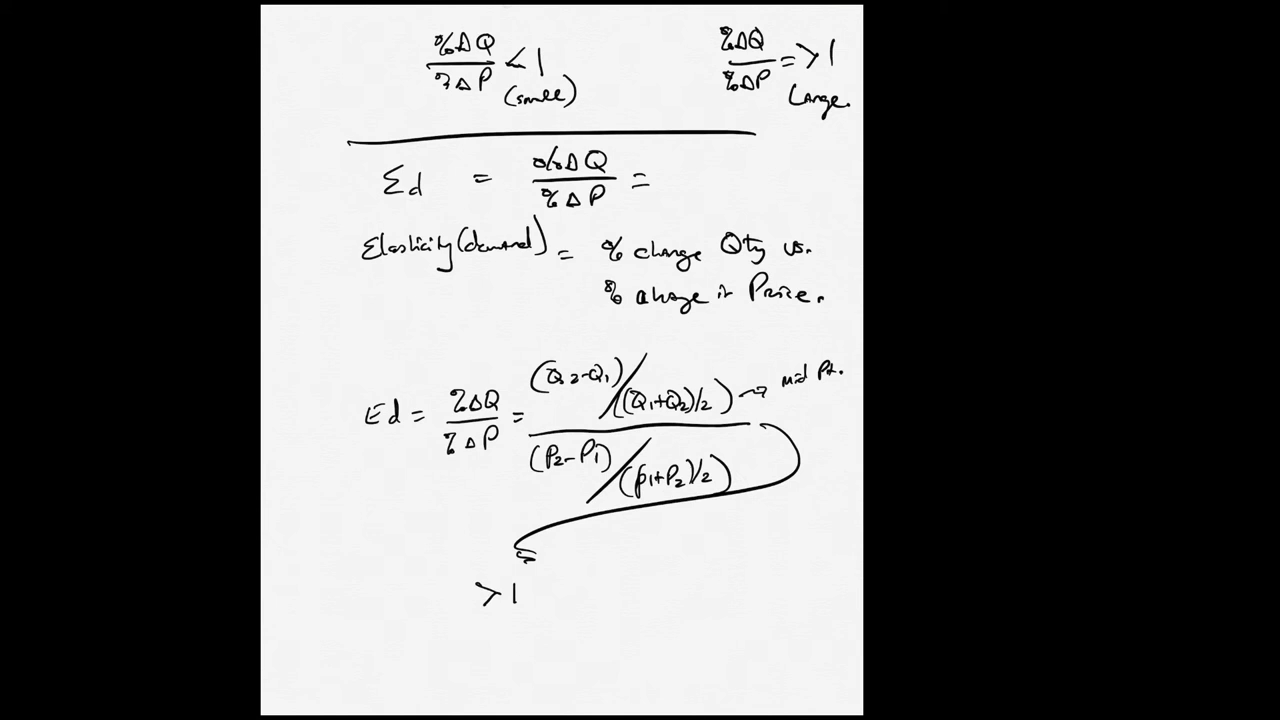 %ΔQ / %ΔP < 1 (small)
%ΔQ / %ΔP = > 1 Large.
Σd = %ΔQ / %ΔP =
Elasticity (demand) = % change Qty vs.
% change in Price.
Ed = %ΔQ / %ΔP = (Q2-Q1) / ((Q1+Q2)/2) → mid pt.
(P2-P1) / (P1+P2)/2)
=
> 1